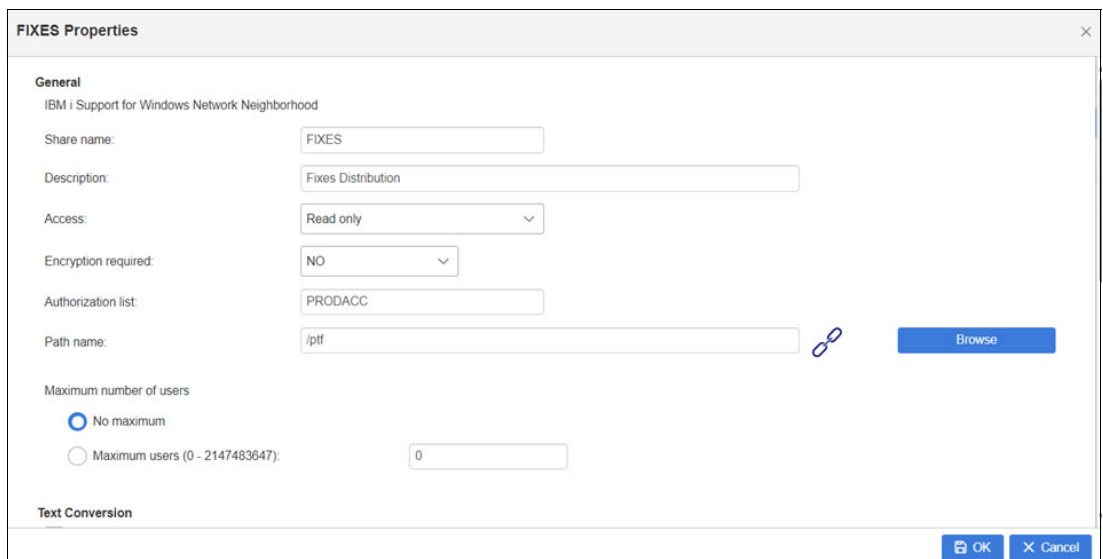 FIXES Properties
General
IBM i Support for Windows Network Neighborhood
Share name: FIXES
Description: Fixes Distribution
Access: Read only
Encryption required: NO
Authorization list: PRODACC
Path name: /ptf Browse
Maximum number of users
No maximum
Maximum users (0 - 2147483647): 0
Text Conversion
OK Cancel